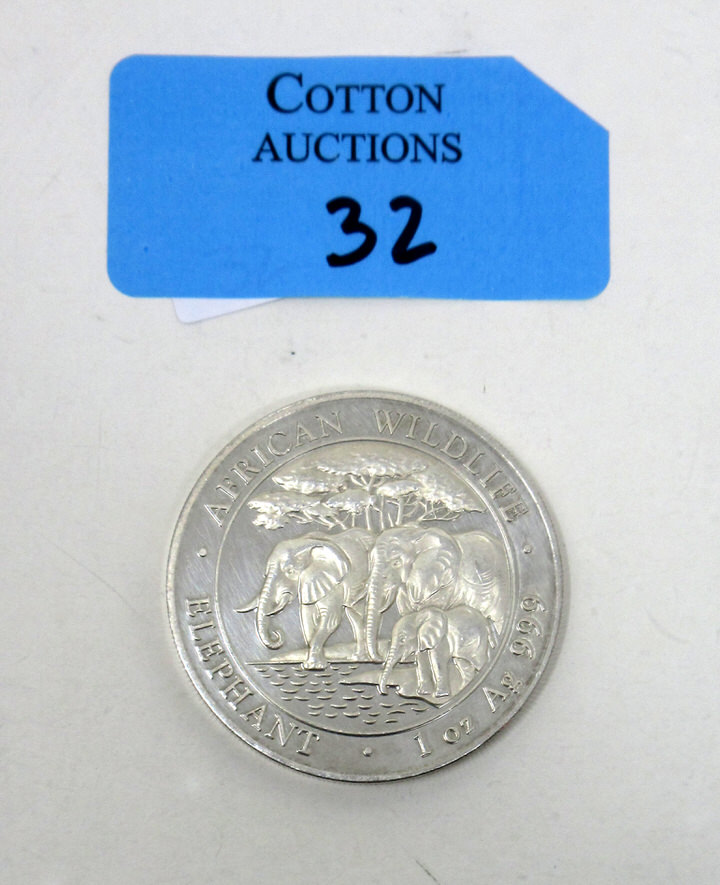 COTTON
AUCTIONS
32
AFRICAN WILDLIFE
ELEPHANT · 1 oz Ag 999